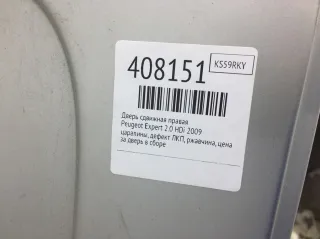 408151
KS59RKY
Дверь сдвижная правая
Peugeot Expert 2.0 HDi 2009
царапины, дефект ЛКП, ржавчина, цена
за дверь в сборе